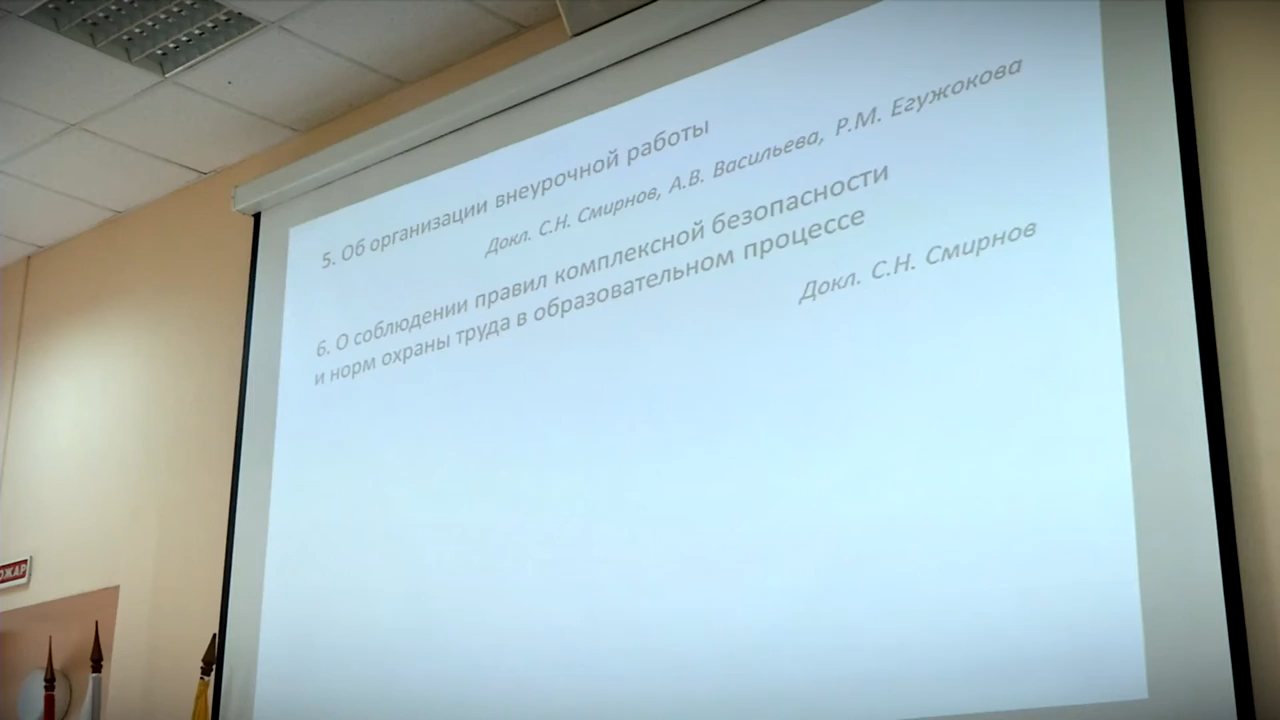 5. Об организации внеурочной работы
Докл. С.Н. Смирнов, А.В. Васильева, Р.М. Егужокова
6. О соблюдении правил комплексной безопасности
и норм охраны труда в образовательном процессе
Докл. С.Н. Смирнов
ОЖАР